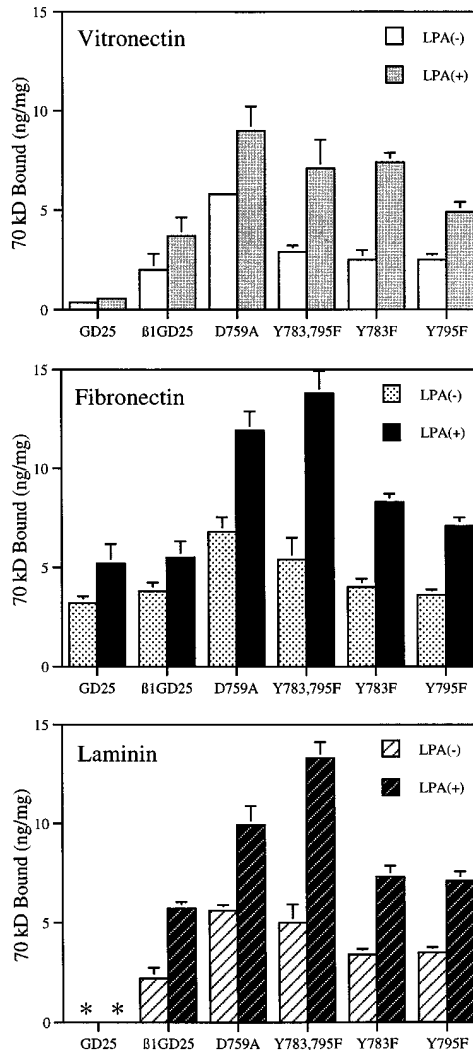 Vitronectin
LPA(-)
LPA(+)
70 kD Bound (ng/mg)
15
10
5
0
GD25 ß1GD25 D759A Y783,795F Y783F Y795F
Fibronectin
LPA(-)
LPA(+)
70 kD Bound (ng/mg)
15
10
5
0
GD25 ß1GD25 D759A Y783,795F Y783F Y795F
Laminin
LPA(-)
LPA(+)
70 kD Bound (ng/mg)
15
10
5
0
* *
GD25 ß1GD25 D759A Y783,795F Y783F Y795F